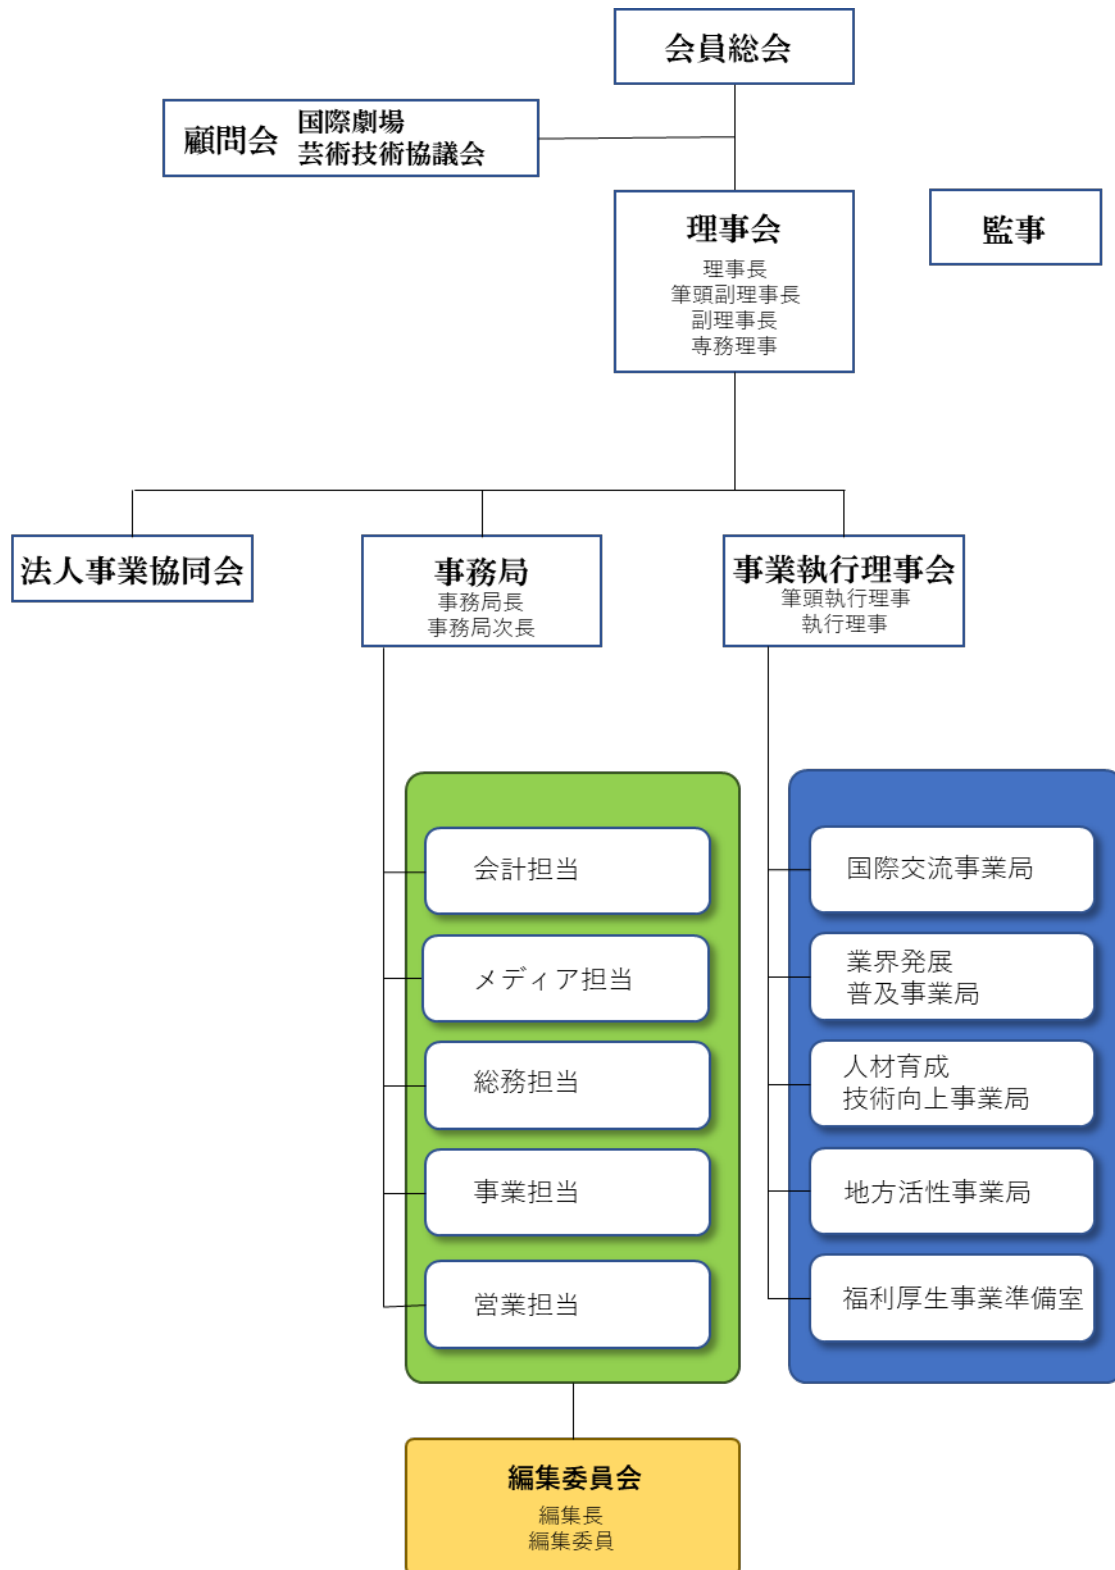 会員総会
顧問会
国際劇場
芸術技術協議会
理事会
理事長
筆頭副理事長
副理事長
専務理事
監事
法人事業協同会
事務局
事務局長
事務局次長
事業執行理事会
筆頭執行理事
執行理事
会計担当
メディア担当
総務担当
事業担当
営業担当
国際交流事業局
業界発展
普及事業局
人材育成
技術向上事業局
地方活性事業局
福利厚生事業準備室
編集委員会
編集長
編集委員